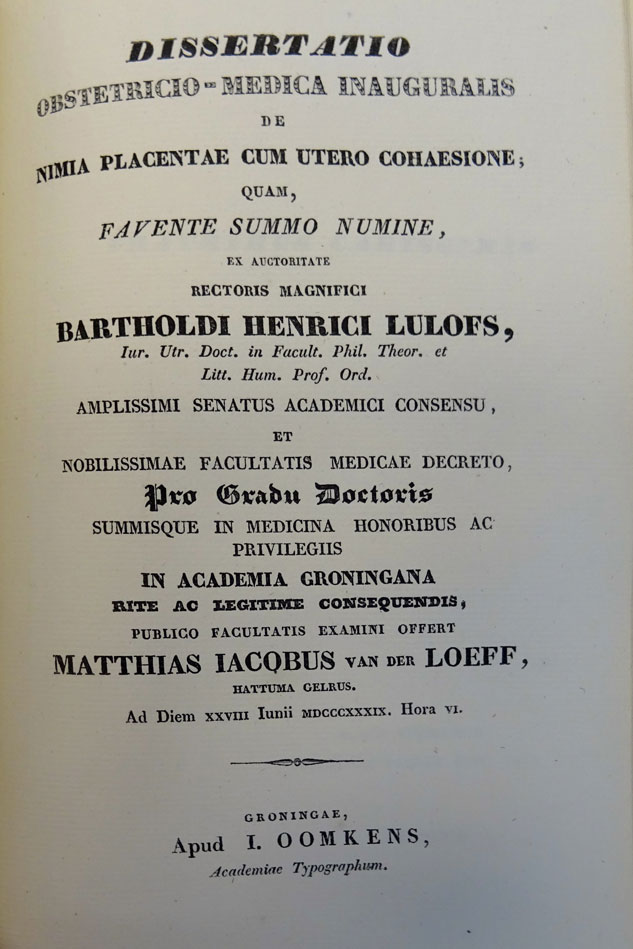 DISSERTATIO
OBSTETRICIO-MEDICA INAUGURALIS
DE
NIMIA PLACENTAE CUM UTERO COHAESIONE;
QUAM,
FAVENTE SUMMO NUMINE,
EX AUCTORITATE
RECTORIS MAGNIFICI
BARTHOLDI HENRICI LULOFS,
Iur. Utr. Doct. in Facult. Phil. Theor. et
Litt. Hum. Prof. Ord.
AMPLISSIMI SENATUS ACADEMICI CONSENSU,
ET
NOBILISSIMAE FACULTATIS MEDICAE DECRETO,
Pro Gradu Doctoris
SUMMISQUE IN MEDICINA HONORIBUS AC
PRIVILEGIIS
IN ACADEMIA GRONINGANA
RITE AC LEGITIME CONSEQUENDIS,
PUBLICO FACULTATIS EXAMINI OFFERT
MATTHIAS IACOBUS VAN DER LOEFF,
HATTUMA GELRUS.
Ad Diem XXVIII Iunii MDCCCXXXIX. Hora VI.
GRONINGAE,
Apud I. OOMKENS,
Academiae Typographum.